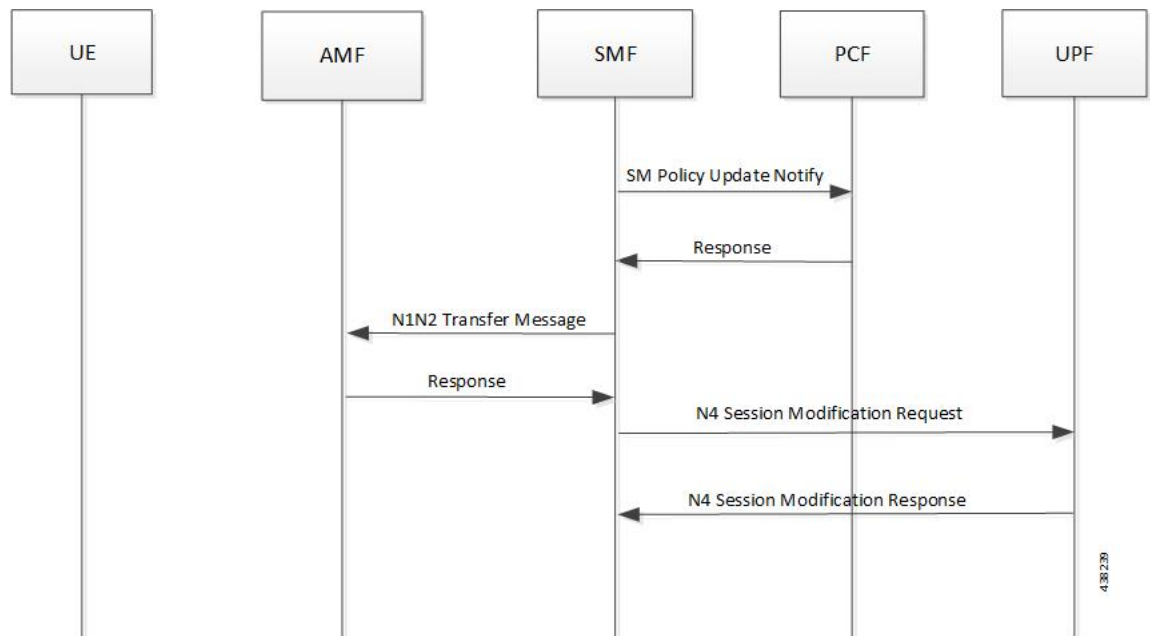 UE
AMF
SMF
PCF
UPF
SM Policy Update Notify
Response
N1N2 Transfer Message
Response
N4 Session Modification Request
N4 Session Modification Response
438239